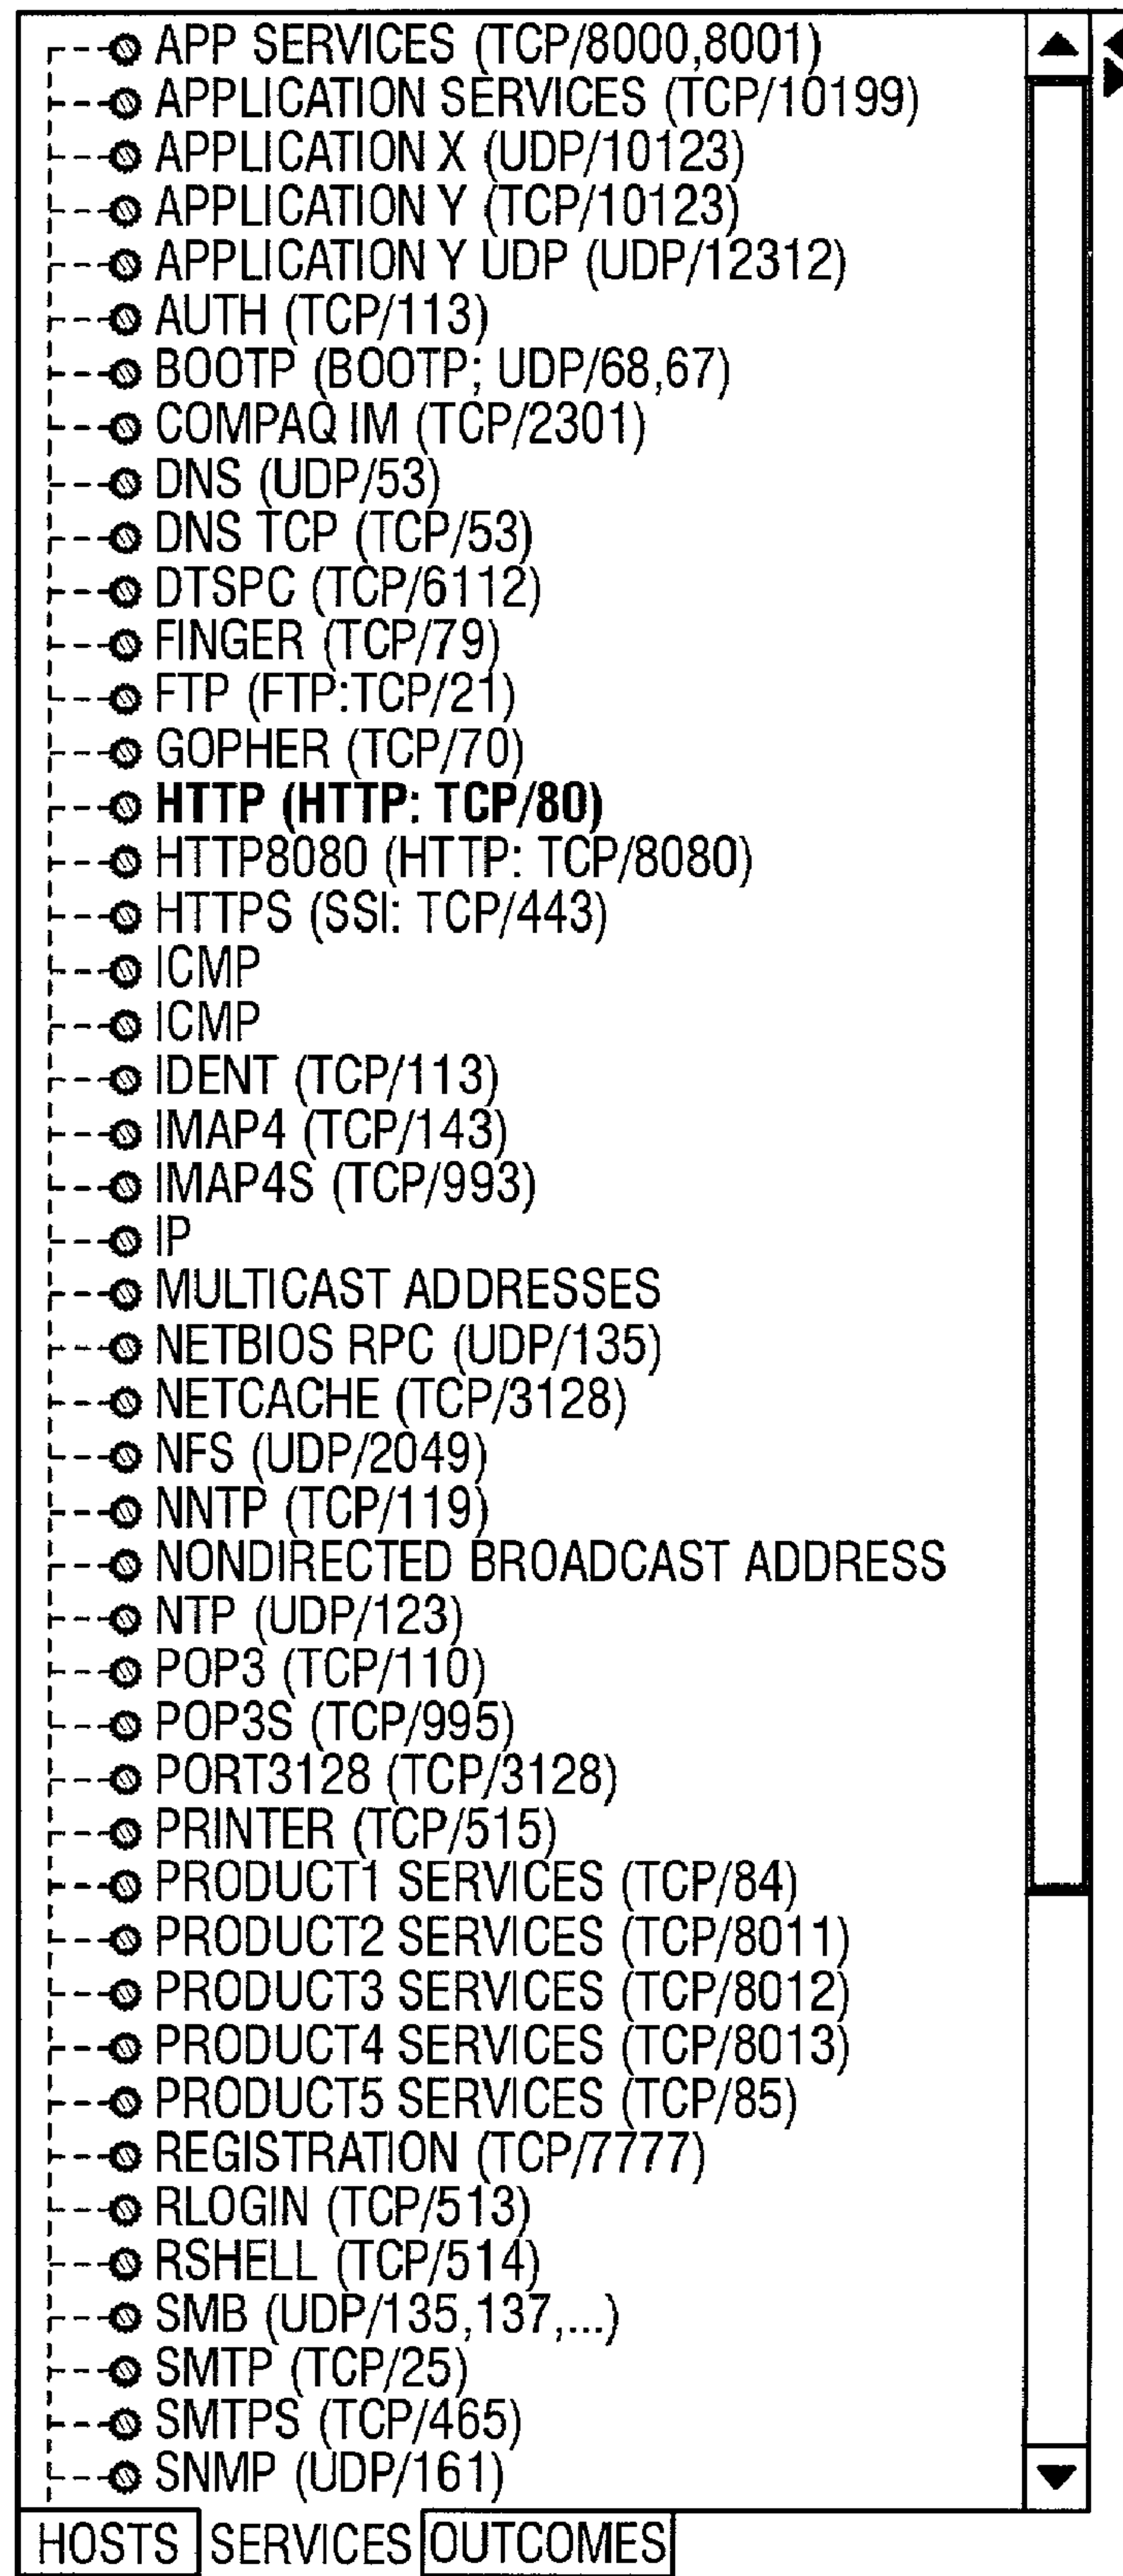 APP SERVICES (TCP/8000,8001)
APPLICATION SERVICES (TCP/10199)
APPLICATION X (UDP/10123)
APPLICATION Y (TCP/10123)
APPLICATION Y UDP (UDP/12312)
AUTH (TCP/113)
BOOTP (BOOTP; UDP/68,67)
COMPAQ IM (TCP/2301)
DNS (UDP/53)
DNS TCP (TCP/53)
DTSPC (TCP/6112)
FINGER (TCP/79)
FTP (FTP:TCP/21)
GOPHER (TCP/70)
HTTP (HTTP: TCP/80)
HTTP8080 (HTTP: TCP/8080)
HTTPS (SSI: TCP/443)
ICMP
ICMP
IDENT (TCP/113)
IMAP4 (TCP/143)
IMAP4S (TCP/993)
IP
MULTICAST ADDRESSES
NETBIOS RPC (UDP/135)
NETCACHE (TCP/3128)
NFS (UDP/2049)
NNTP (TCP/119)
NONDIRECTED BROADCAST ADDRESS
NTP (UDP/123)
POP3 (TCP/110)
POP3S (TCP/995)
PORT3128 (TCP/3128)
PRINTER (TCP/515)
PRODUCT1 SERVICES (TCP/84)
PRODUCT2 SERVICES (TCP/8011)
PRODUCT3 SERVICES (TCP/8012)
PRODUCT4 SERVICES (TCP/8013)
PRODUCT5 SERVICES (TCP/85)
REGISTRATION (TCP/7777)
RLOGIN (TCP/513)
RSHELL (TCP/514)
SMB (UDP/135,137,...)
SMTP (TCP/25)
SMTPS (TCP/465)
SNMP (UDP/161)
HOSTS SERVICES OUTCOMES